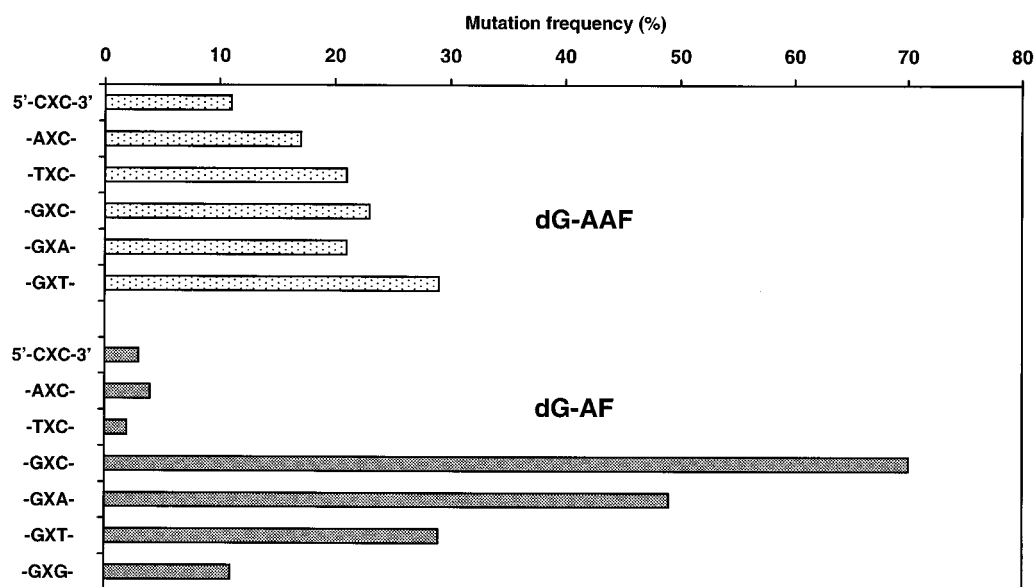 Mutation frequency (%)
0 10 20 30 40 50 60 70 80
5'-CXC-3'
-AXC-
-TXC-
-GXC-
-GXA-
-GXT-
dG-AAF
5'-CXC-3'
-AXC-
-TXC-
-GXC-
-GXA-
-GXT-
-GXG-
dG-AF